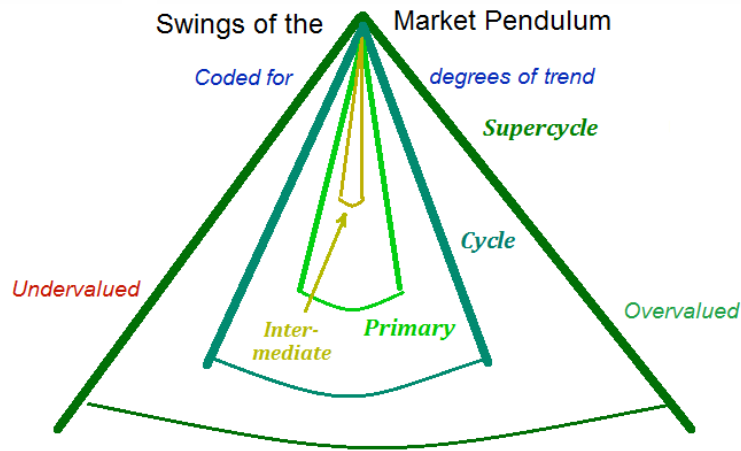 Swings of the Market Pendulum
Coded for degrees of trend
Supercycle
Cycle
Undervalued
Overvalued
Inter-
mediate
Primary